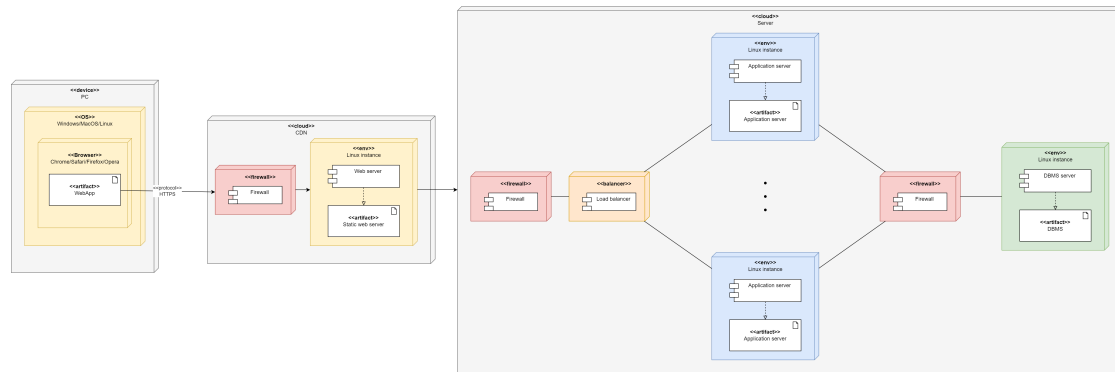 <<device>>
PC
<<OS>>
Windows/MacOS/Linux
<<Browser>>
Chrome/Safari/Firefox/Opera
<<artifact>>
WebApp
<<protocol>>
HTTPS
<<cloud>>
CDN
<<firewall>>
Firewall
<<env>>
Linux instance
Web server
<<artifact>>
Static web server
<<cloud>>
Server
<<firewall>>
Firewall
<<balancer>>
Load balancer
<<env>>
Linux instance
Application server
<<artifact>>
Application server
<<env>>
Linux instance
Application server
<<artifact>>
Application server
<<firewall>>
Firewall
<<env>>
Linux instance
DBMS server
<<artifact>>
DBMS